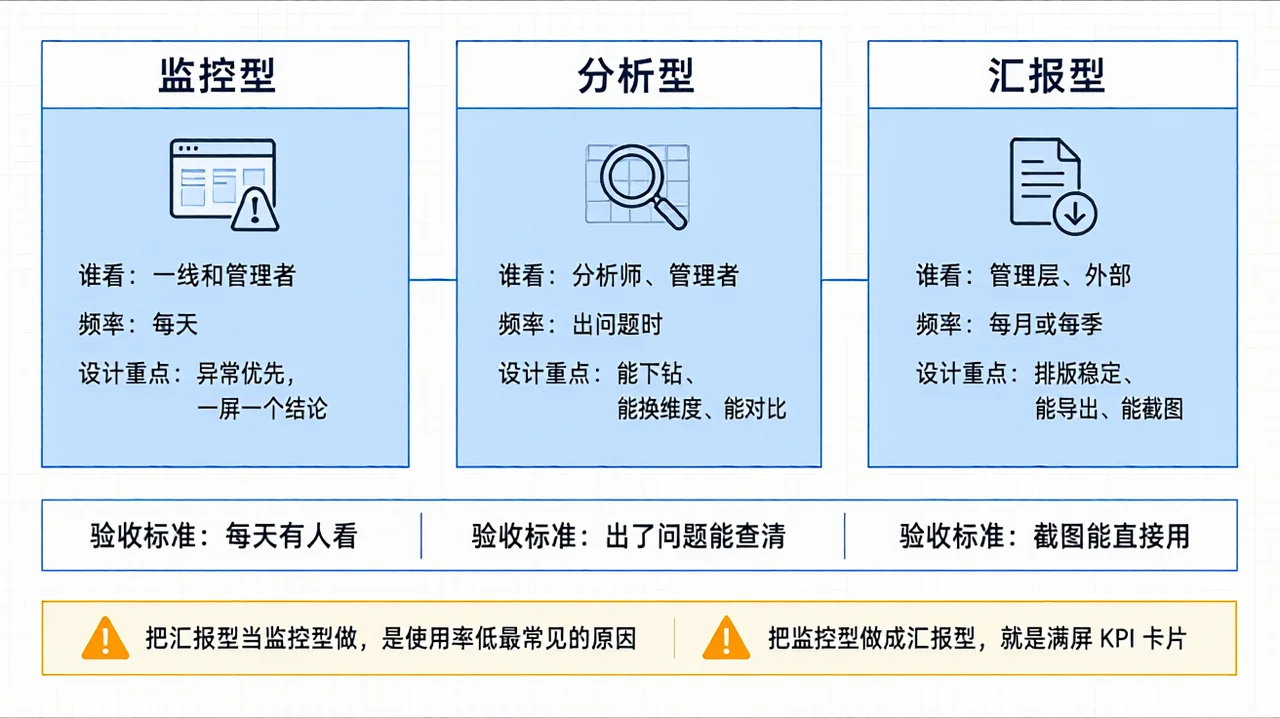 监控型
谁看：一线和管理者
频率：每天
设计重点：异常优先，
一屏一个结论
分析型
谁看：分析师、管理者
频率：出问题时
设计重点：能下钻、
能换维度、能对比
汇报型
谁看：管理层、外部
频率：每月或每季
设计重点：排版稳定、
能导出、能截图
验收标准：每天有人看
验收标准：出了问题能查清
验收标准：截图能直接用
把汇报型当监控型做，是使用率低最常见的原因
把监控型做成汇报型，就是满屏 KPI 卡片